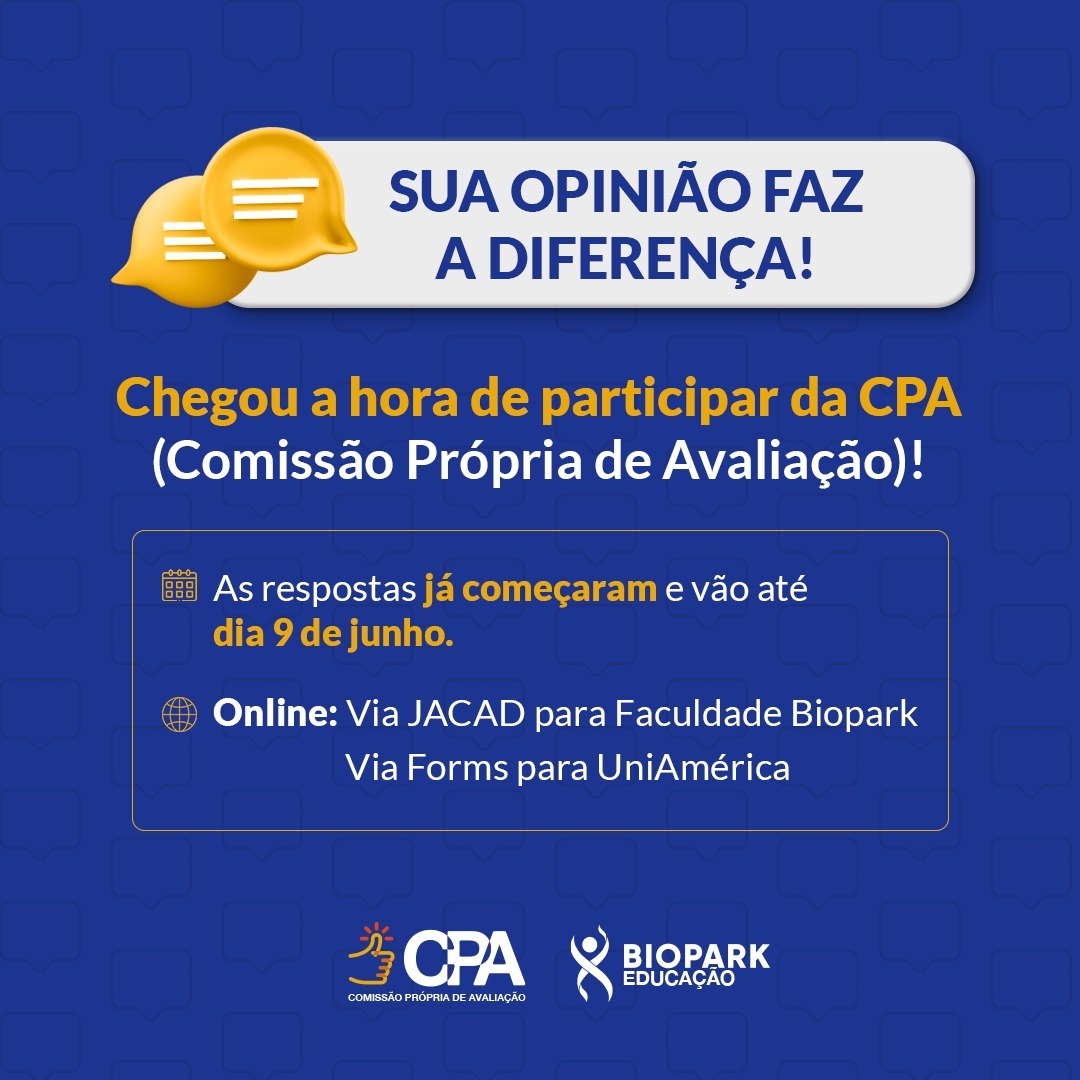 SUA OPINIÃO FAZ
A DIFERENÇA!
Chegou a hora de participar da CPA
(Comissão Própria de Avaliação)!
As respostas já começaram e vão até
dia 9 de junho.
Online: Via JACAD para Faculdade Biopark
Via Forms para UniAmérica
CPA
COMISSÃO PRÓPRIA DE AVALIAÇÃO
BIOPARK
EDUCAÇÃO